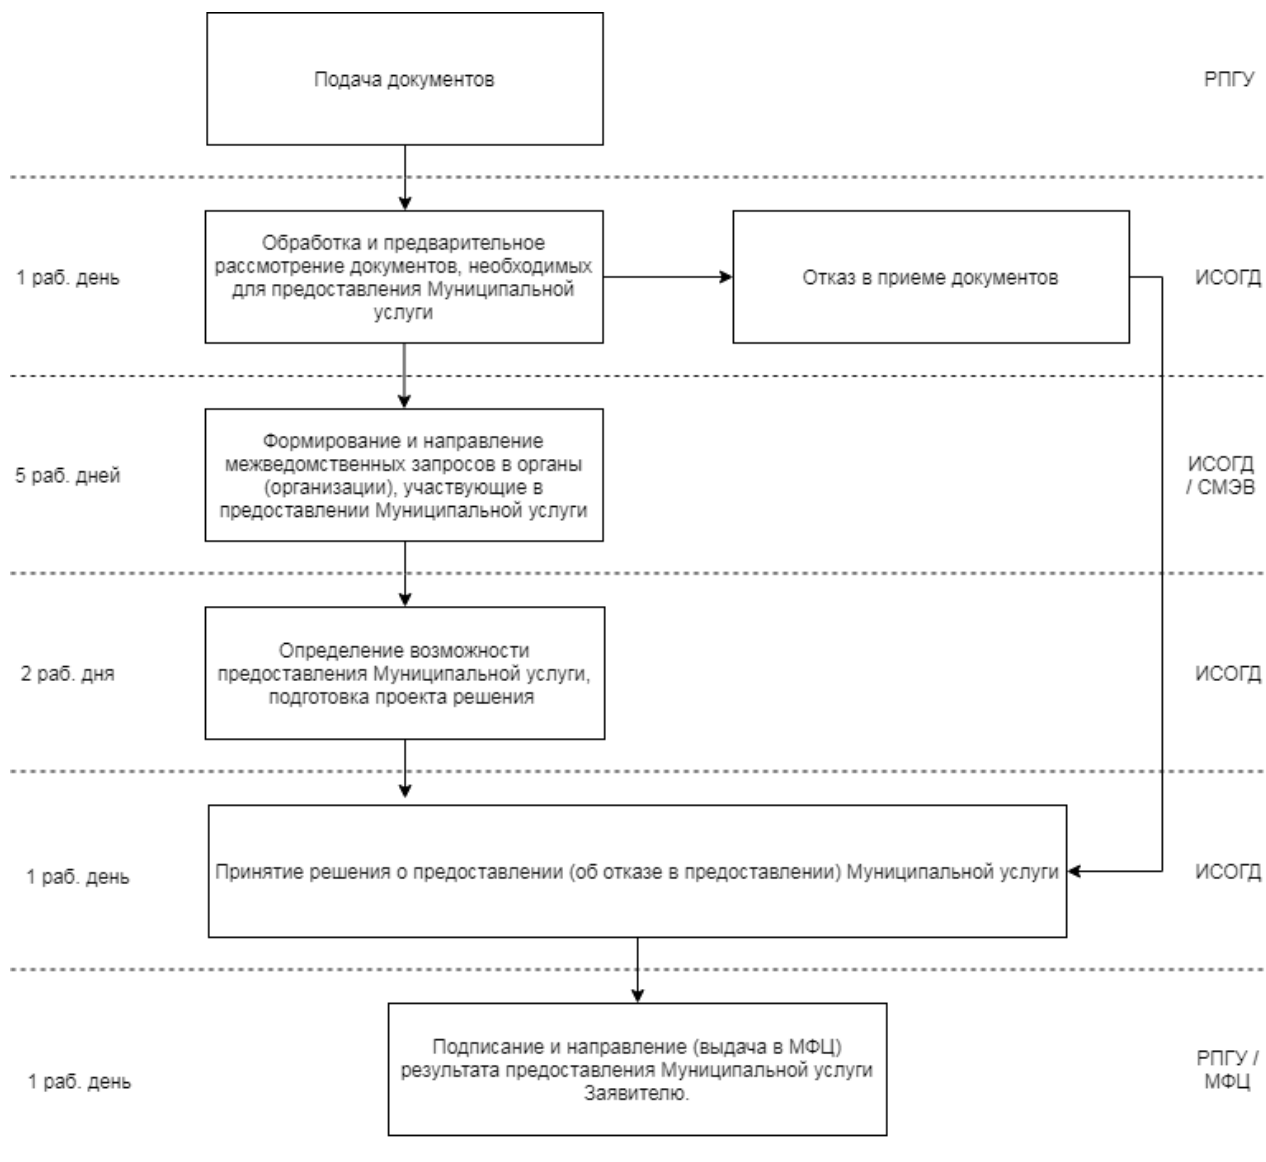 Подача документов
РПГУ
1 раб. день
Обработка и предварительное
рассмотрение документов, необходимых
для предоставления Муниципальной
услуги
Отказ в приеме документов
ИСОГД
5 раб. дней
Формирование и направление
межведомственных запросов в органы
(организации), участвующие в
предоставлении Муниципальной услуги
ИСОГД
/ СМЭВ
2 раб. дня
Определение возможности
предоставления Муниципальной услуги,
подготовка проекта решения
ИСОГД
1 раб. день
Принятие решения о предоставлении (об отказе в предоставлении) Муниципальной услуги
ИСОГД
1 раб. день
Подписание и направление (выдача в МФЦ)
результата предоставления Муниципальной услуги
Заявителю.
РПГУ /
МФЦ